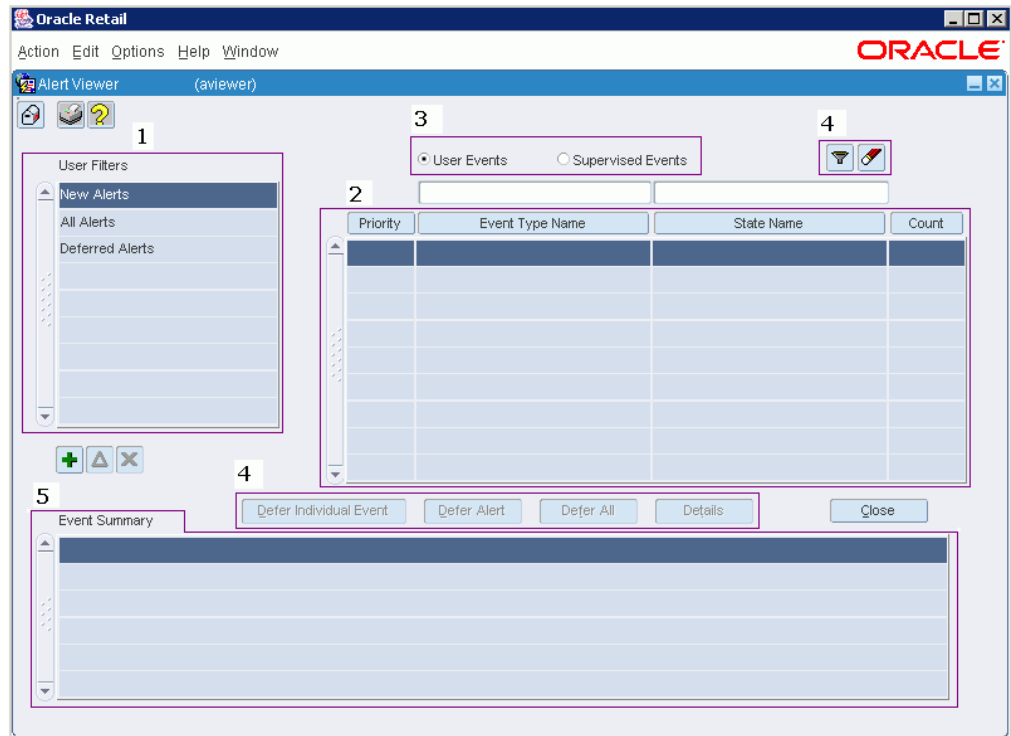 Oracle Retail
Action Edit Options Help Window
ORACLE
Alert Viewer (aviewer)
1
3
4
User Filters
User Events Supervised Events
New Alerts
2
All Alerts
Priority Event Type Name State Name Count
Deferred Alerts
4
5
Defer Individual Event Defer Alert Defer All Details Close
Event Summary